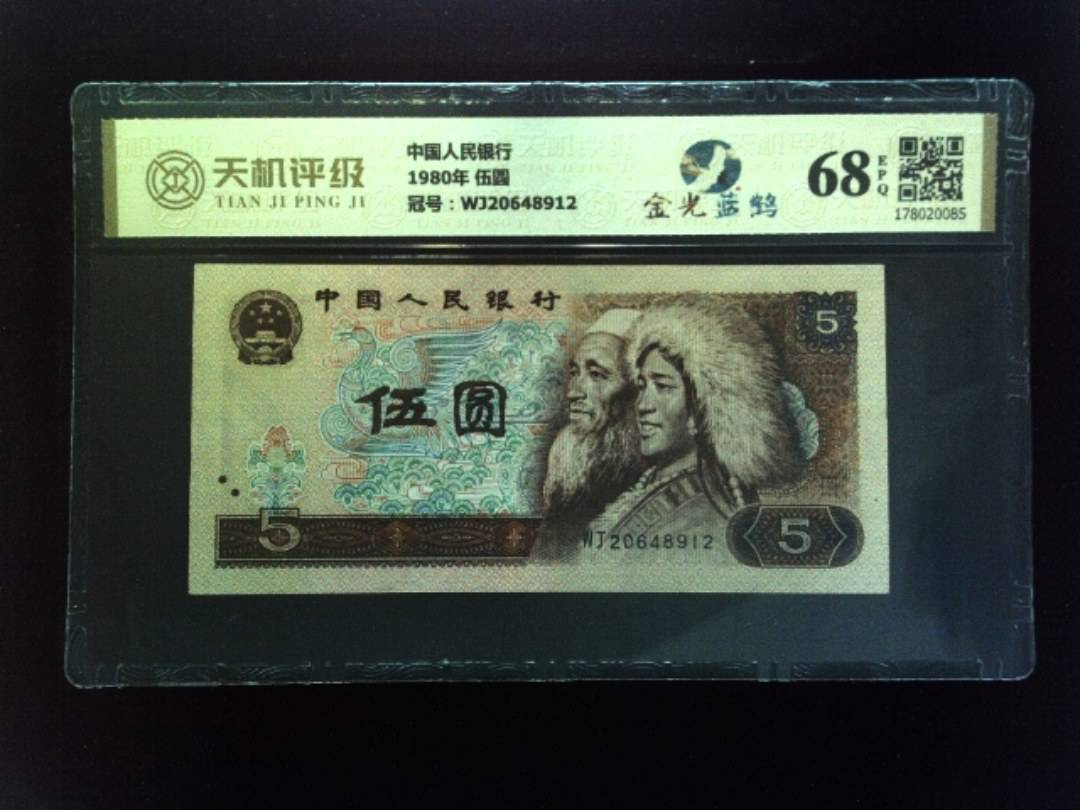 天机评级
TIAN JI PING JI
中国人民银行
1980年 伍圆
冠号：WJ20648912
金光蓝鹤
68
EPQ
178020085
中国人民银行
5
伍圆
5
WJ20648912
5